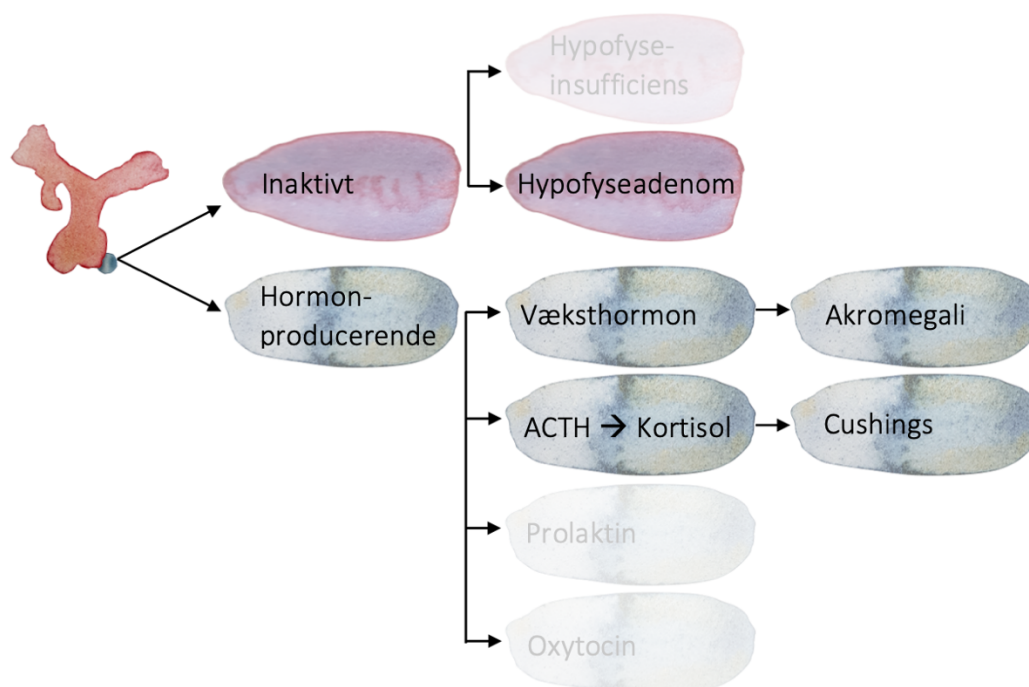 Hypofyse-
insufficiens
Inaktivt
Hypofyseadenom
Hormon-
producerende
Væksthormon
Akromegali
ACTH → Kortisol
Cushings
Prolaktin
Oxytocin